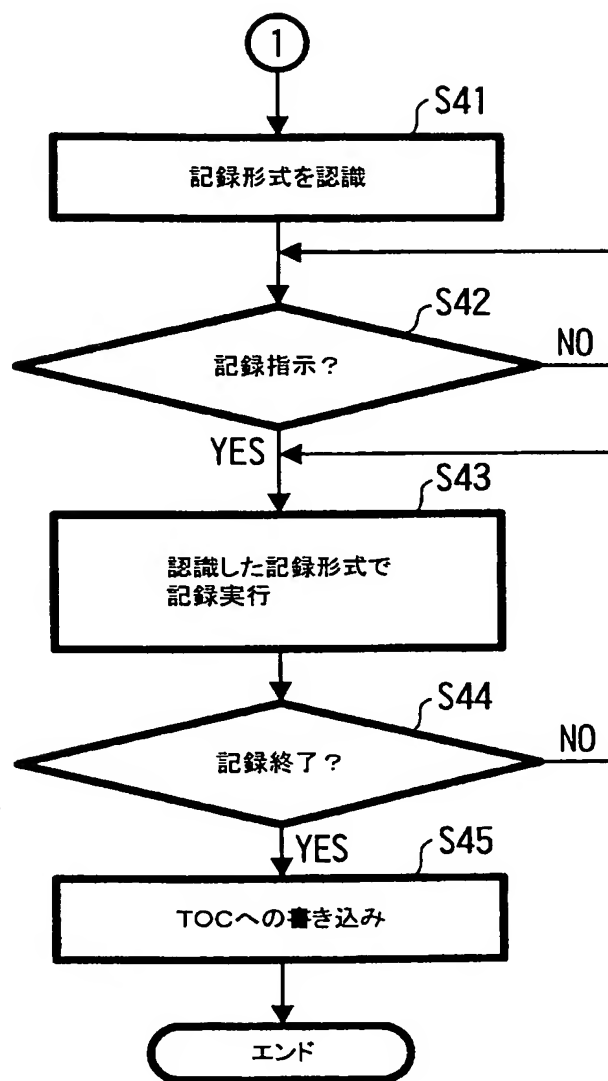 1
S41
記録形式を認識
S42
記録指示?
NO
YES
S43
認識した記録形式で
記録実行
S44
記録終了?
NO
YES
S45
TOCへの書き込み
エンド